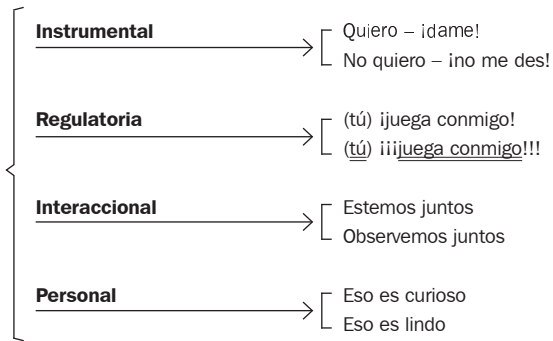 Instrumental
Quiero – ¡dame!
No quiero – ¡no me des!
Regulatoria
(tú) ¡juega conmigo!
(tú) ¡¡¡juega conmigo!!!
Interaccional
Estemos juntos
Observemos juntos
Personal
Eso es curioso
Eso es lindo